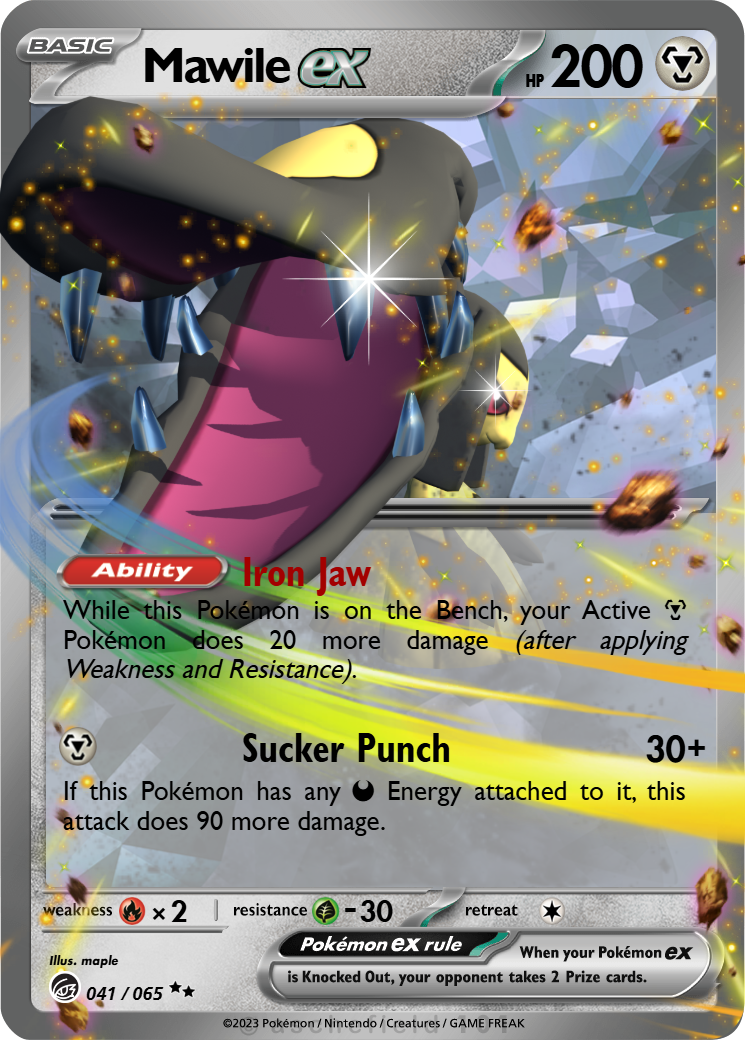 BASIC Mawile ex HP 200
Ability Iron Jaw
While this Pokémon is on the Bench, your Active
Pokémon does 20 more damage (after applying
Weakness and Resistance).
Sucker Punch 30+
If this Pokémon has any Energy attached to it, this
attack does 90 more damage.
weakness × 2 resistance -30 retreat
Pokémon ex rule When your Pokémon ex
is Knocked Out, your opponent takes 2 Prize cards.
Illus. maple
041 / 065
©2023 Pokémon / Nintendo / Creatures / GAME FREAK